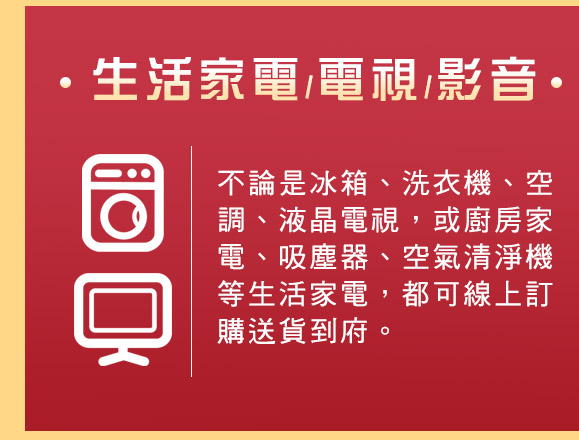 ・生活家電/電視/影音・
不論是冰箱、洗衣機、空
調、液晶電視，或廚房家
電、吸塵器、空氣清淨機
等生活家電，都可線上訂
購送貨到府。